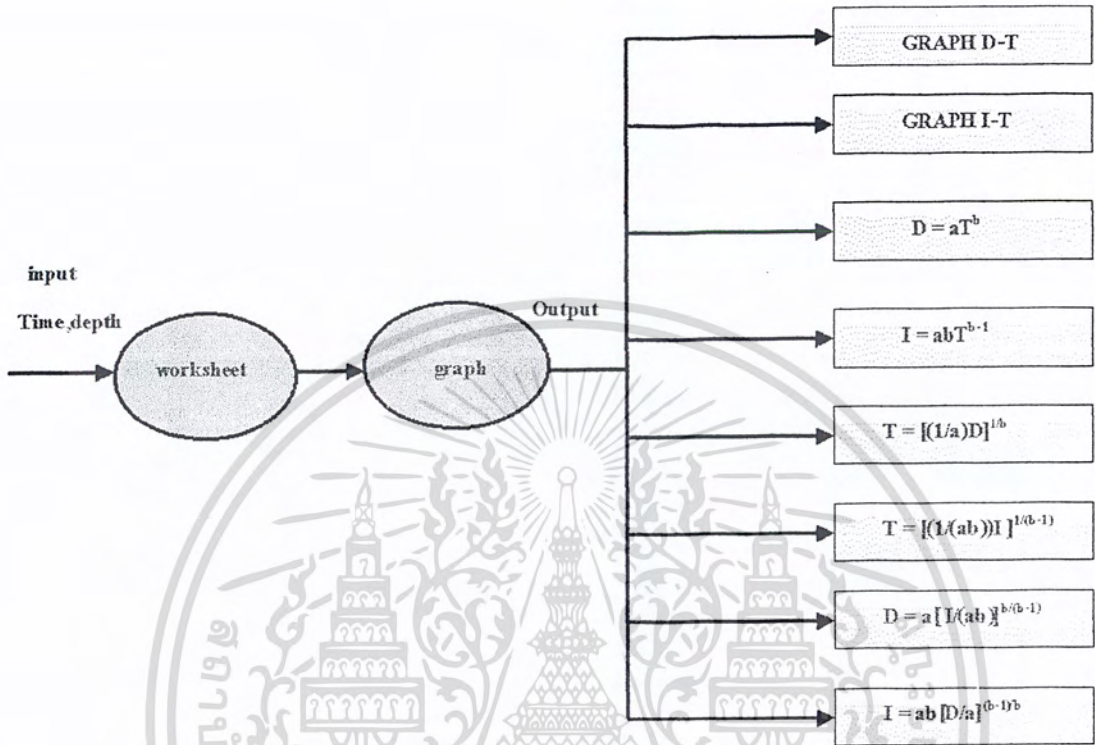 input
Time,depth
worksheet
graph
Output
GRAPH D-T
GRAPH I-T
D = aT^b
I = abT^{b-1}
T = [(1/a)D]^{1/b}
T = [(1/(ab))I]^{1/(b-1)}
D = a[I/(ab)]^{b/(b-1)}
I = ab[D/a]^{(b-1)/b}